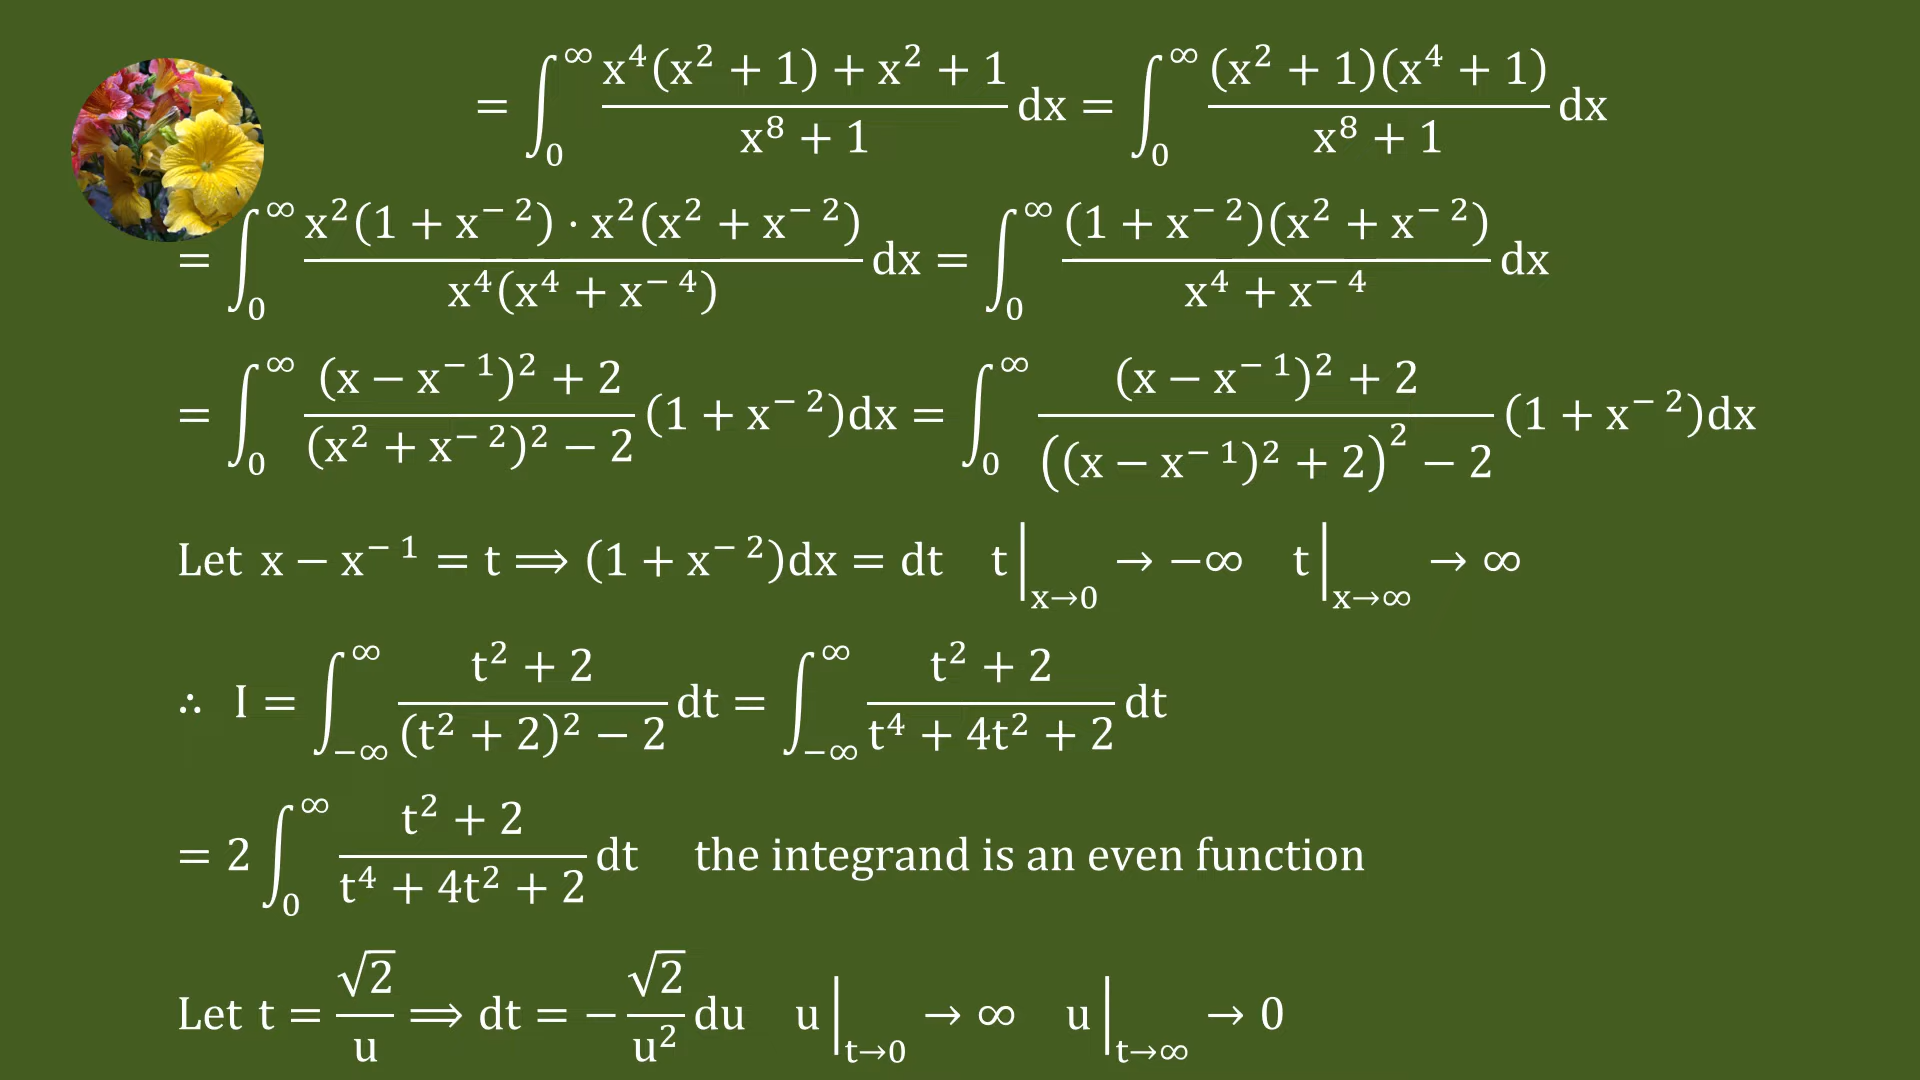 = ∫₀^∞ (x⁴(x² + 1) + x² + 1)/(x⁸ + 1) dx = ∫₀^∞ ((x² + 1)(x⁴ + 1))/(x⁸ + 1) dx
= ∫₀^∞ (x²(1 + x⁻²) · x²(x² + x⁻²))/(x⁴(x⁴ + x⁻⁴)) dx = ∫₀^∞ ((1 + x⁻²)(x² + x⁻²))/(x⁴ + x⁻⁴) dx
= ∫₀^∞ ((x − x⁻¹)² + 2)/((x² + x⁻²)² − 2) (1 + x⁻²)dx = ∫₀^∞ ((x − x⁻¹)² + 2)/(((x − x⁻¹)² + 2)² − 2) (1 + x⁻²)dx
Let x − x⁻¹ = t ⟹ (1 + x⁻²)dx = dt t|_{x→0} → −∞ t|_{x→∞} → ∞
∴ I = ∫_{−∞}^∞ (t² + 2)/((t² + 2)² − 2) dt = ∫_{−∞}^∞ (t² + 2)/(t⁴ + 4t² + 2) dt
= 2 ∫₀^∞ (t² + 2)/(t⁴ + 4t² + 2) dt the integrand is an even function
Let t = √2/u ⟹ dt = −√2/u² du u|_{t→0} → ∞ u|_{t→∞} → 0